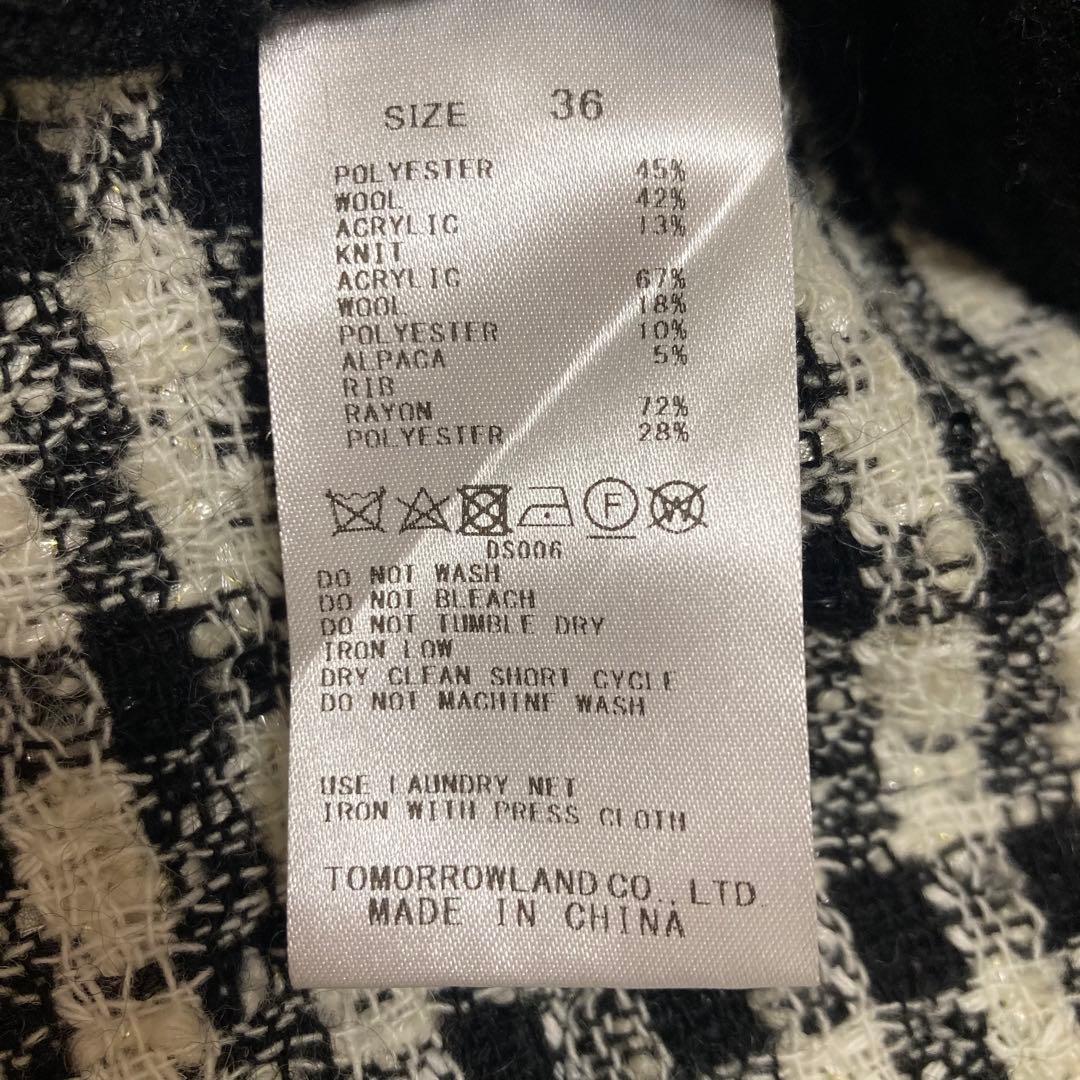 SIZE 36
POLYESTER 45%
WOOL 42%
ACRYLIC 13%
KNIT
ACRYLIC 67%
WOOL 18%
POLYESTER 10%
ALPACA 5%
RIB
RAYON 72%
POLYESTER 28%
F W
DS006
DO NOT WASH
DO NOT BLEACH
DO NOT TUMBLE DRY
IRON LOW
DRY CLEAN SHORT CYCLE
DO NOT MACHINE WASH
USE LAUNDRY NET
IRON WITH PRESS CLOTH
TOMORROWLAND CO., LTD.
MADE IN CHINA